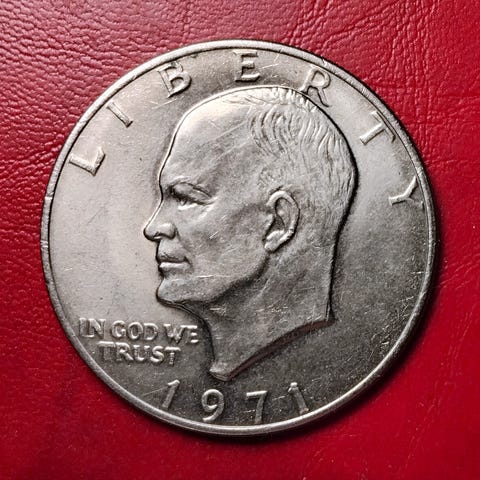 LIBERTY
IN GOD WE
TRUST
1971